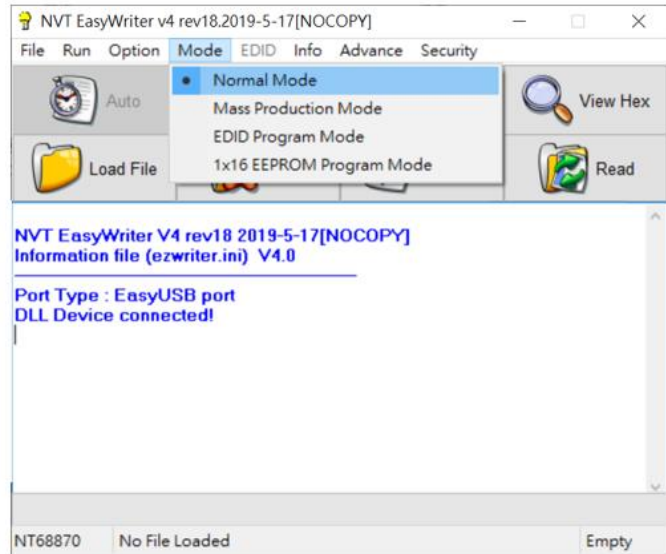 NVT EasyWriter v4 rev18.2019-5-17[NOCOPY]
File Run Option Mode EDID Info Advance Security
Auto
Normal Mode
Mass Production Mode
EDID Program Mode
1x16 EEPROM Program Mode
View Hex
Load File
Read
NVT EasyWriter V4 rev18 2019-5-17[NOCOPY]
Information file (ezwriter.ini) V4.0
Port Type : EasyUSB port
DLL Device connected!
NT68870 No File Loaded Empty